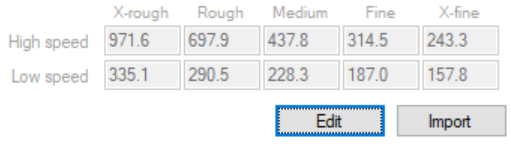 X-rough Rough Medium Fine X-fine
High speed 971.6 697.9 437.8 314.5 243.3
Low speed 335.1 290.5 228.3 187.0 157.8
Edit Import